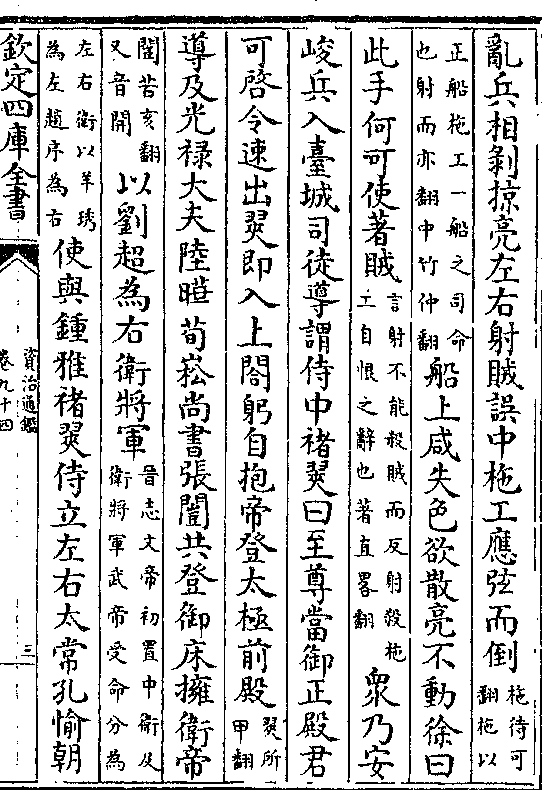 亂兵相剝掠亮左右射賊誤中柂工應弦而倒柂待可翻柂以
正船柂工一船之司命也射而亦翻中竹仲翻船上咸失色欲散亮不動徐曰
此手何可使著賊言射不能殺賊而反射殺柂工自恨之辭也著直畧翻衆乃安
峻兵入臺城司徒導謂侍中褚翜曰至尊當御正殿君
可啓令速出翜即入上閤躬自抱帝登太極前殿翜所甲翻
導及光祿大夫陸曄荀崧尚書張闓共登御床擁衛帝
闓苦亥翻又音開以劉超為右衛將軍晉志文帝初置中衛及衛將軍武帝受命分為
左右衛以羊琇為左趙序為右使與鍾雅褚翜侍立左右太常孔愉朝
欽定四庫全書
資治通鑑
卷九十四
三